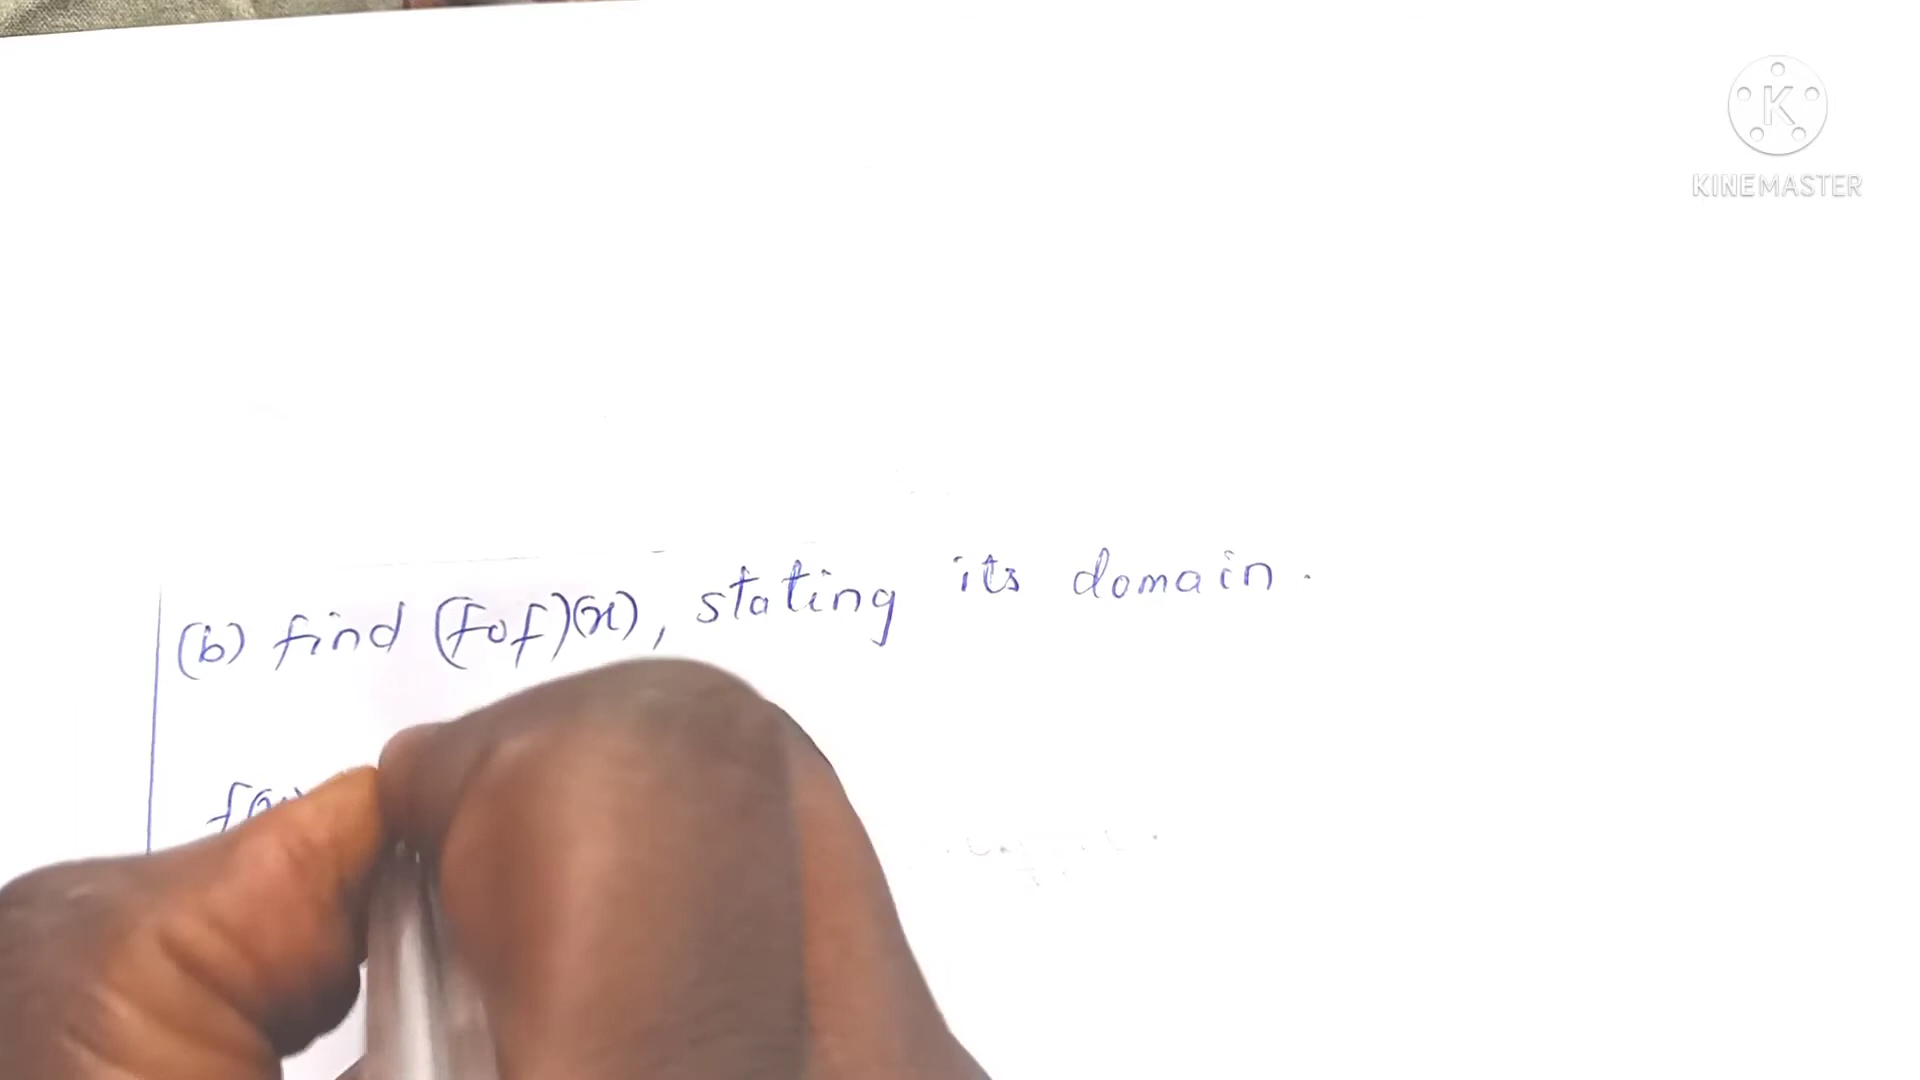 KINEMASTER
(b) find (fof)(x), stating its domain.
f(x)